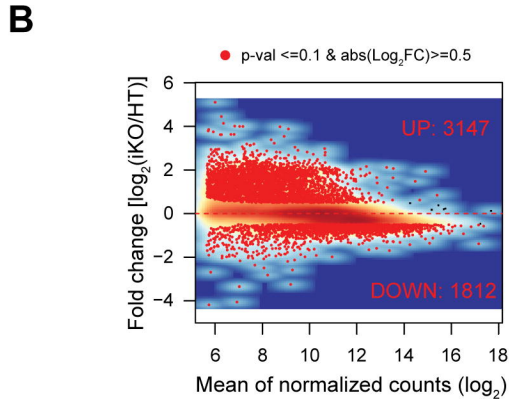 B
p-val <=0.1 & abs(Log₂FC)>=0.5
Fold change [log₂(iKO/HT)]
6
4
2
0
−2
−4
UP: 3147
DOWN: 1812
6 8 10 12 14 16 18
Mean of normalized counts (log₂)